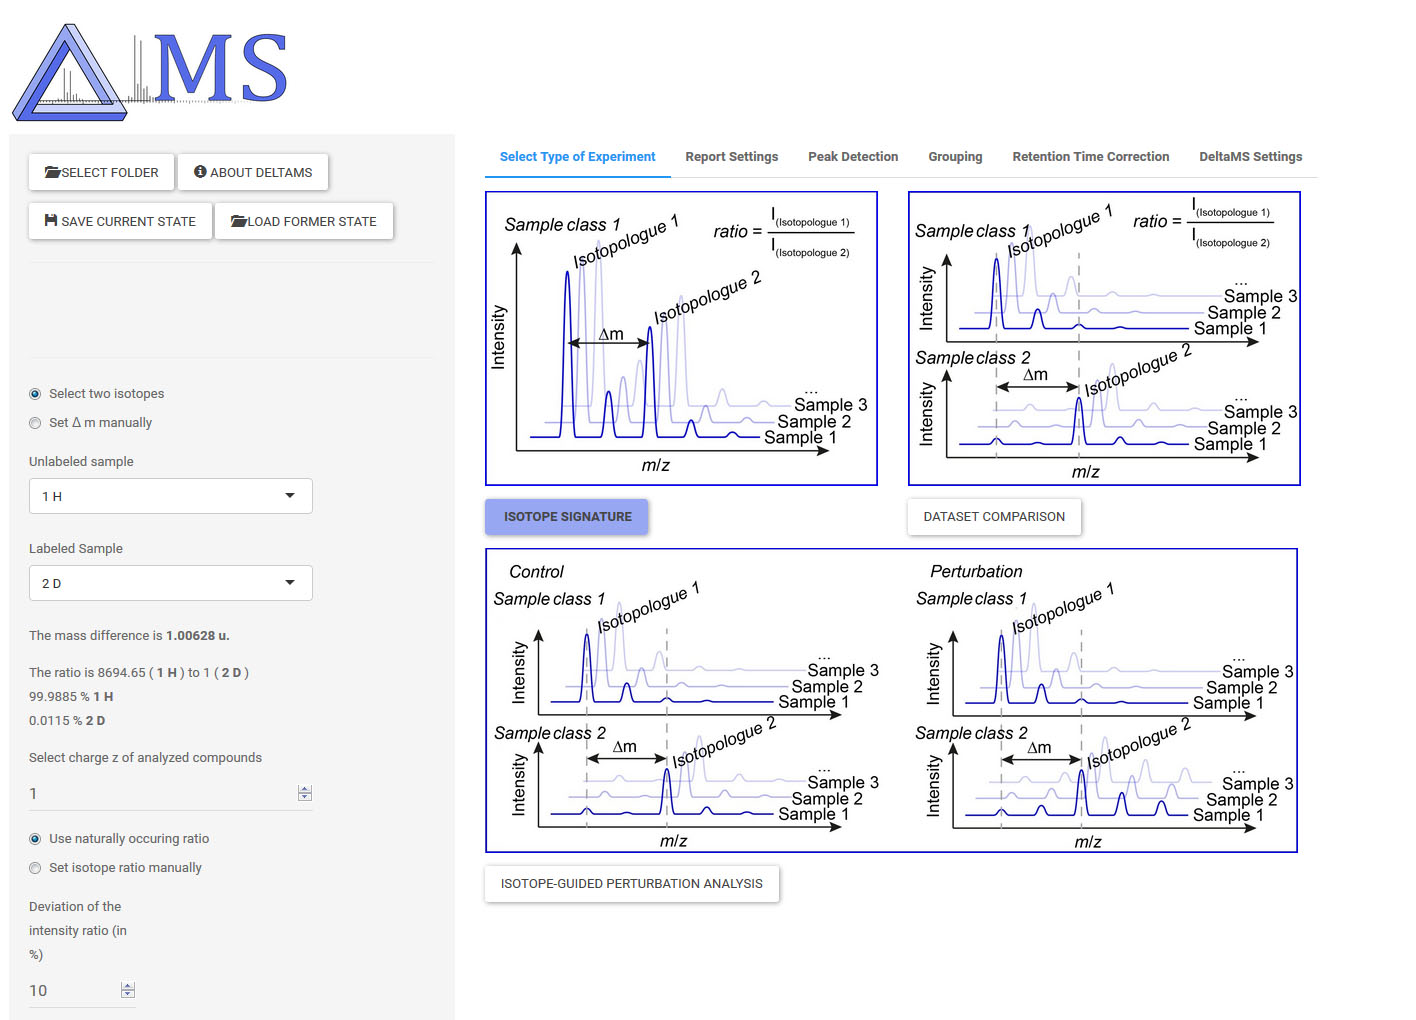 MS
SELECT FOLDER
ABOUT DELTAMS
SAVE CURRENT STATE
LOAD FORMER STATE
Select two isotopes
Set Δ m manually
Unlabeled sample
1 H
Labeled Sample
2 D
The mass difference is 1.00628 u.
The ratio is 8694.65 ( 1 H ) to 1 ( 2 D )
99.9885 % 1 H
0.0115 % 2 D
Select charge z of analyzed compounds
1
Use naturally occuring ratio
Set isotope ratio manually
Deviation of the
intensity ratio (in
%)
10
Select Type of Experiment
Report Settings
Peak Detection
Grouping
Retention Time Correction
DeltaMS Settings
Sample class 1
Isotopologue 1
ratio = I(Isotopologue 1)
I(Isotopologue 2)
Isotopologue 2
Δm
Intensity
...
Sample 3
Sample 2
Sample 1
m/z
ISOTOPE SIGNATURE
Sample class 1
Isotopologue 1
ratio = I(Isotopologue 1)
I(Isotopologue 2)
Intensity
...
Sample 3
Sample 2
Sample 1
Sample class 2
Isotopologue 2
Δm
Intensity
...
Sample 3
Sample 2
Sample 1
m/z
DATASET COMPARISON
Control
Sample class 1
Isotopologue 1
Intensity
...
Sample 3
Sample 2
Sample 1
Sample class 2
Isotopologue 2
Δm
Intensity
...
Sample 3
Sample 2
Sample 1
m/z
Perturbation
Sample class 1
Isotopologue 1
Intensity
...
Sample 3
Sample 2
Sample 1
Sample class 2
Isotopologue 2
Δm
Intensity
...
Sample 3
Sample 2
Sample 1
m/z
ISOTOPE-GUIDED PERTURBATION ANALYSIS